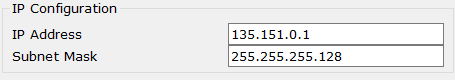 IP Configuration
IP Address 135.151.0.1
Subnet Mask 255.255.255.128